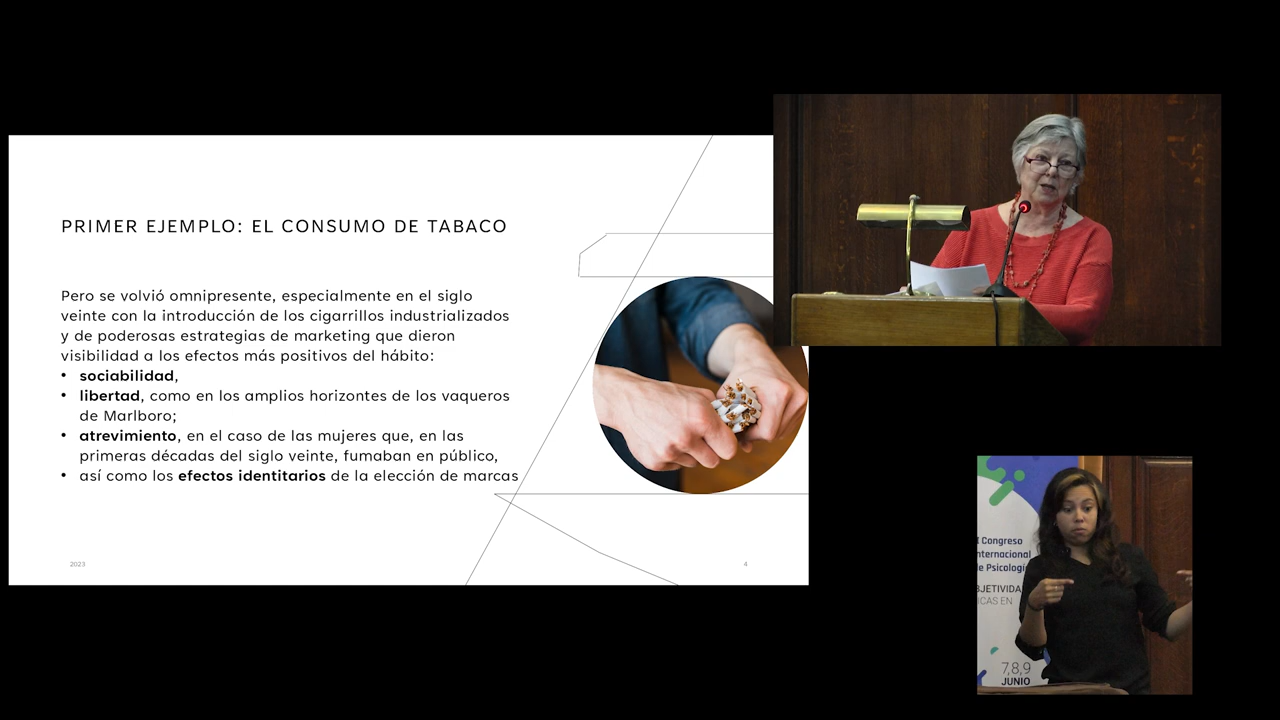 PRIMER EJEMPLO: EL CONSUMO DE TABACO
Pero se volvió omnipresente, especialmente en el siglo
veinte con la introducción de los cigarrillos industrializados
y de poderosas estrategias de marketing que dieron
visibilidad a los efectos más positivos del hábito:
• sociabilidad,
• libertad, como en los amplios horizontes de los vaqueros
de Marlboro;
• atrevimiento, en el caso de las mujeres que, en las
primeras décadas del siglo veinte, fumaban en público,
• así como los efectos identitarios de la elección de marcas
2023
4
Congreso
nternacional
e Psicologí
BJETIVIDA
ICAS EN
7,8,9
JUNIO